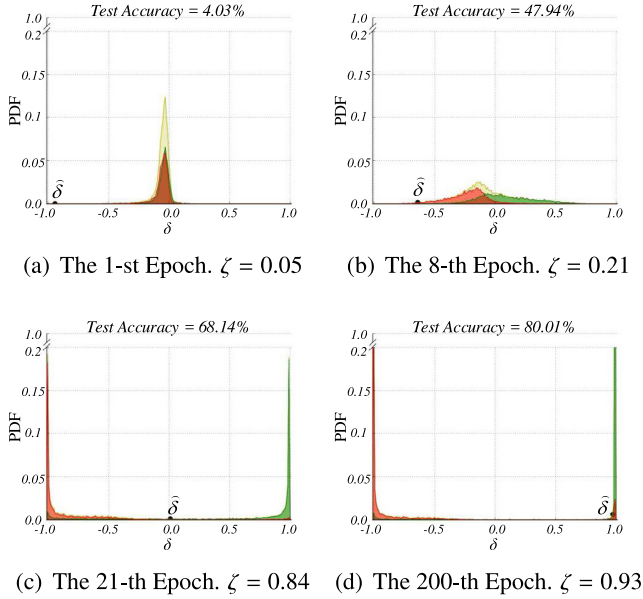 Test Accuracy = 4.03%
1.0
0.2
0.15
0.1
0.05
0.0
PDF
δ̂
-1.0 -0.5 0.0 0.5 1.0
δ
(a) The 1-st Epoch. ζ = 0.05
Test Accuracy = 47.94%
1.0
0.2
0.15
0.1
0.05
0.0
PDF
δ̂
-1.0 -0.5 0.0 0.5 1.0
δ
(b) The 8-th Epoch. ζ = 0.21
Test Accuracy = 68.14%
1.0
0.2
0.15
0.1
0.05
0.0
PDF
δ̂
-1.0 -0.5 0.0 0.5 1.0
δ
(c) The 21-th Epoch. ζ = 0.84
Test Accuracy = 80.01%
1.0
0.2
0.15
0.1
0.05
0.0
PDF
δ̂
-1.0 -0.5 0.0 0.5 1.0
δ
(d) The 200-th Epoch. ζ = 0.93